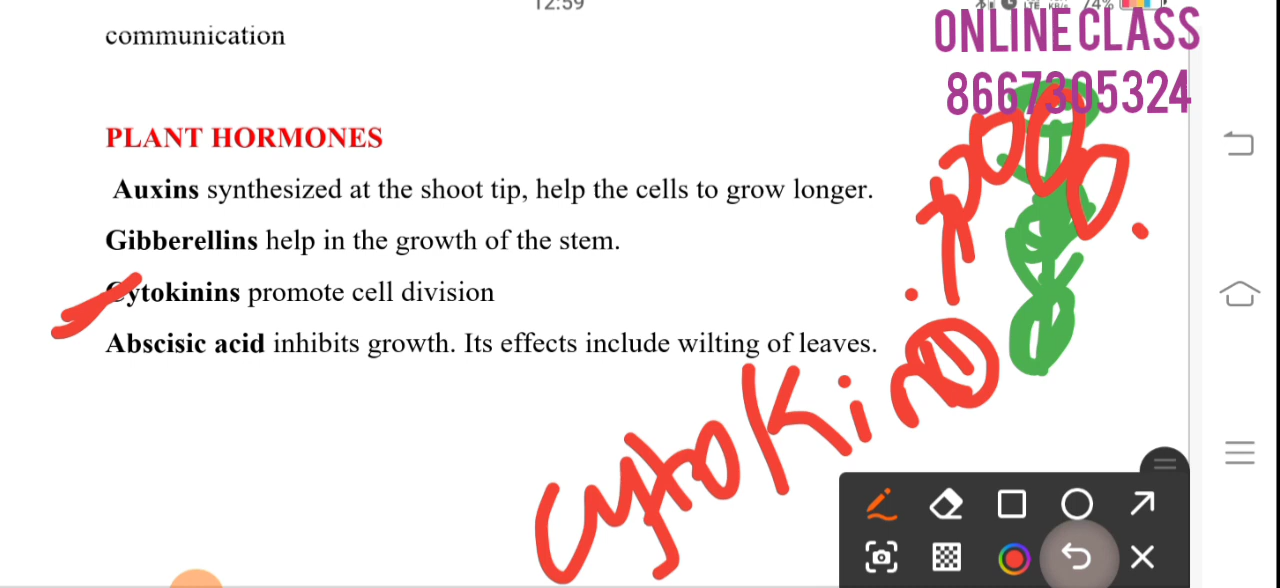 12:59
74%
communication
ONLINE CLASS
8667305324
PLANT HORMONES
Auxins synthesized at the shoot tip, help the cells to grow longer.
Gibberellins help in the growth of the stem.
Cytokinins promote cell division
Abscisic acid inhibits growth. Its effects include wilting of leaves.